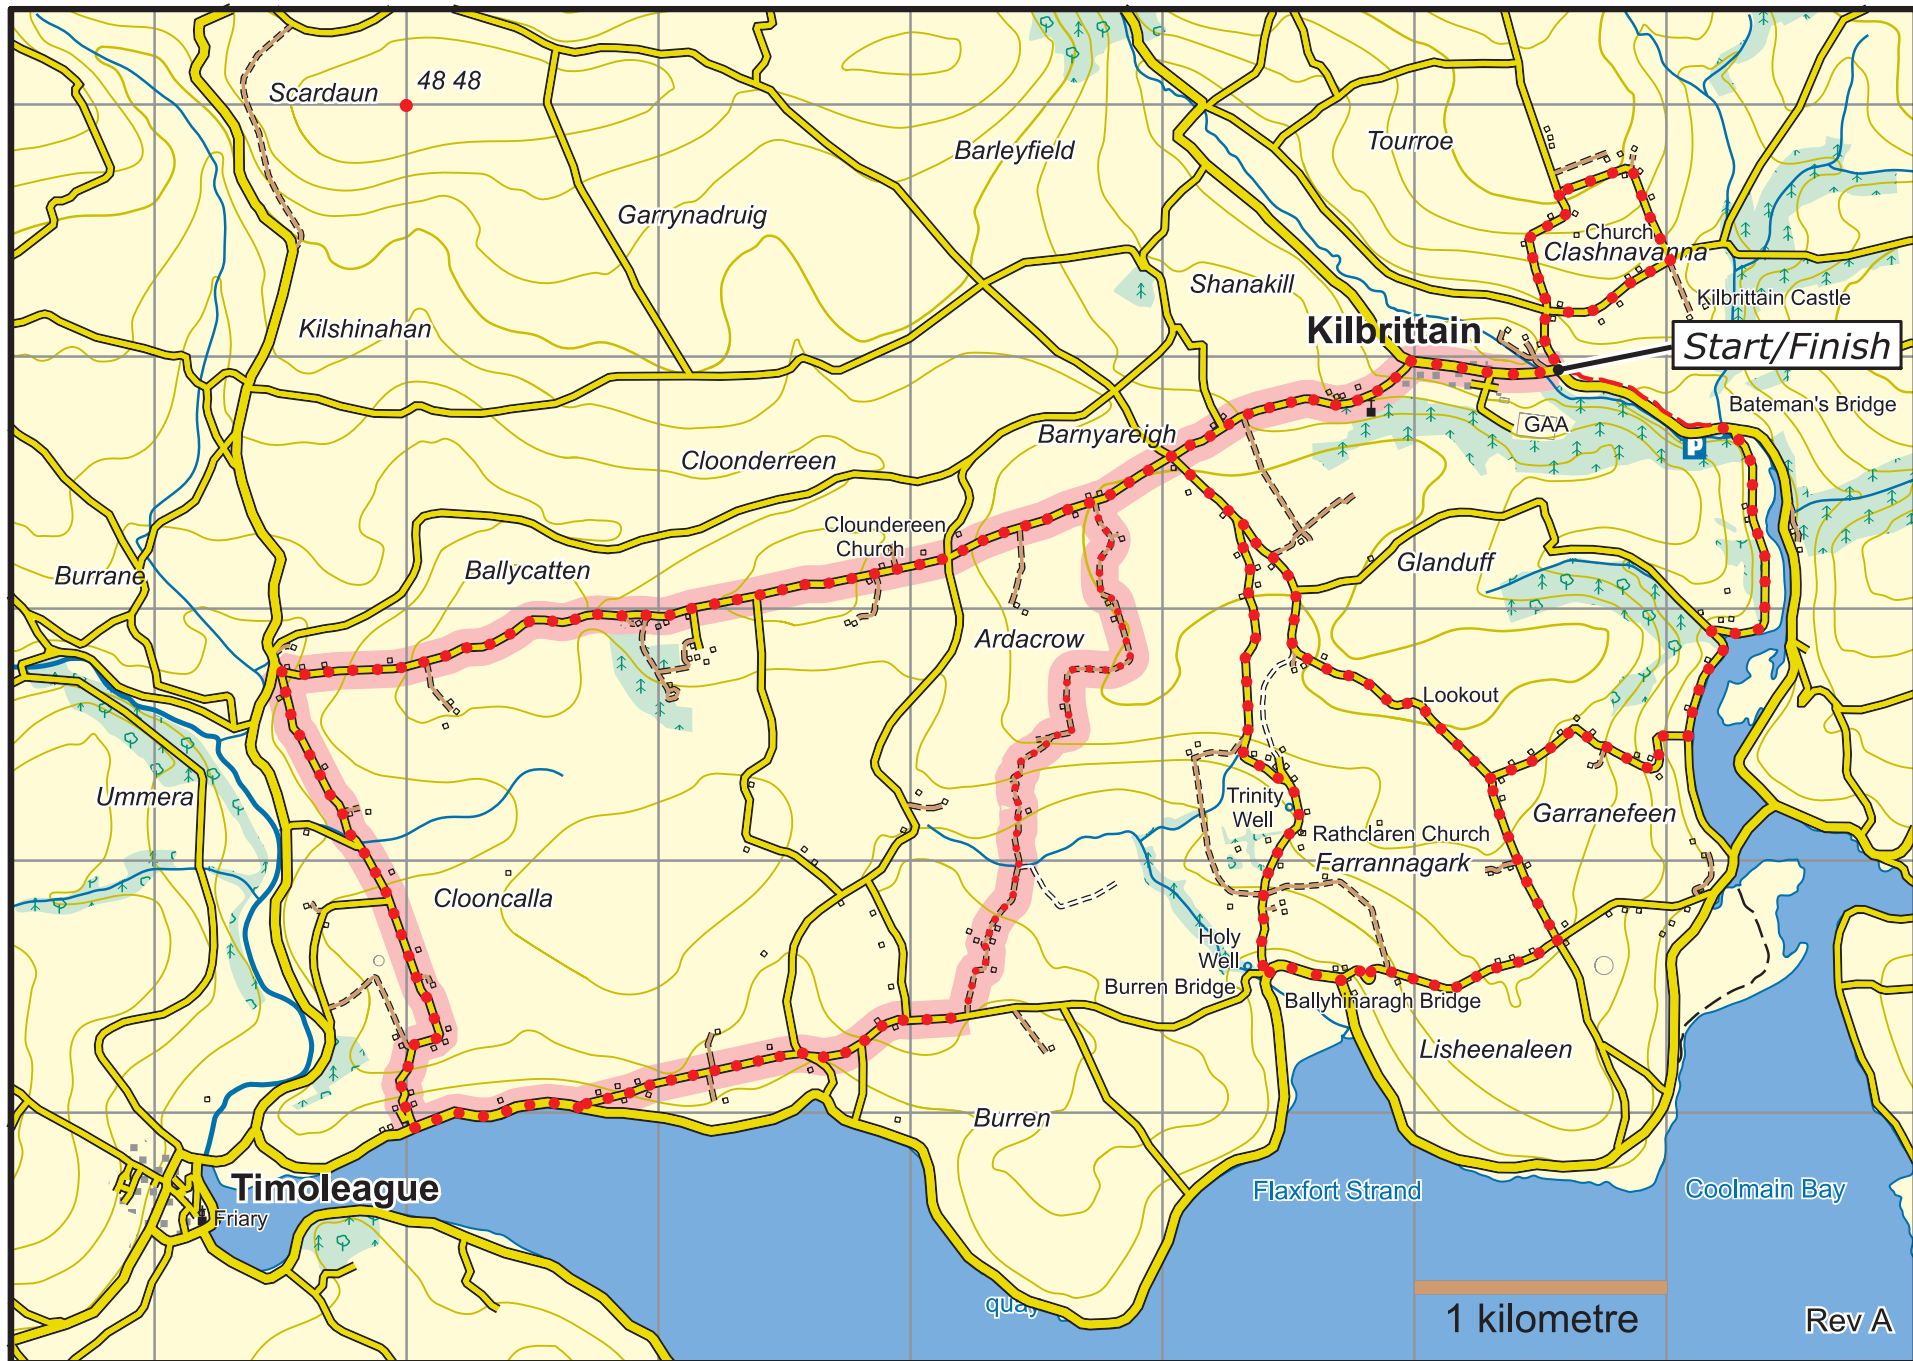 48 48
Scardaun
Barleyfield
Tourroe
Garrynadruig
Church
Clashnavanna
Shanakill
Kilbrittain Castle
Kilshinahan
Kilbrittain
Start/Finish
Bateman's Bridge
GAA
Barnyareigh
P
Cloonderreen
Cloundereen
Church
Glanduff
Ballycatten
Burrane
Ardacrow
Lookout
Ummera
Trinity
Well
Garranefeen
Rathclaren Church
Farrannagark
Clooncalla
Holy
Well
Burren Bridge
Ballyhinaragh Bridge
Lisheenaleen
Burren
Timoleague
Friary
Flaxfort Strand
Coolmain Bay
quay
1 kilometre
Rev A